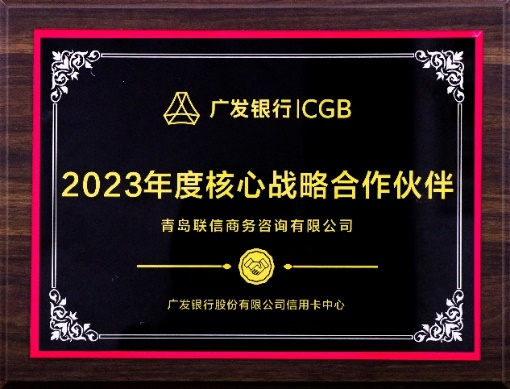 广发银行|CGB
2023年度核心战略合作伙伴
青岛联信商务咨询有限公司
广发银行股份有限公司信用卡中心